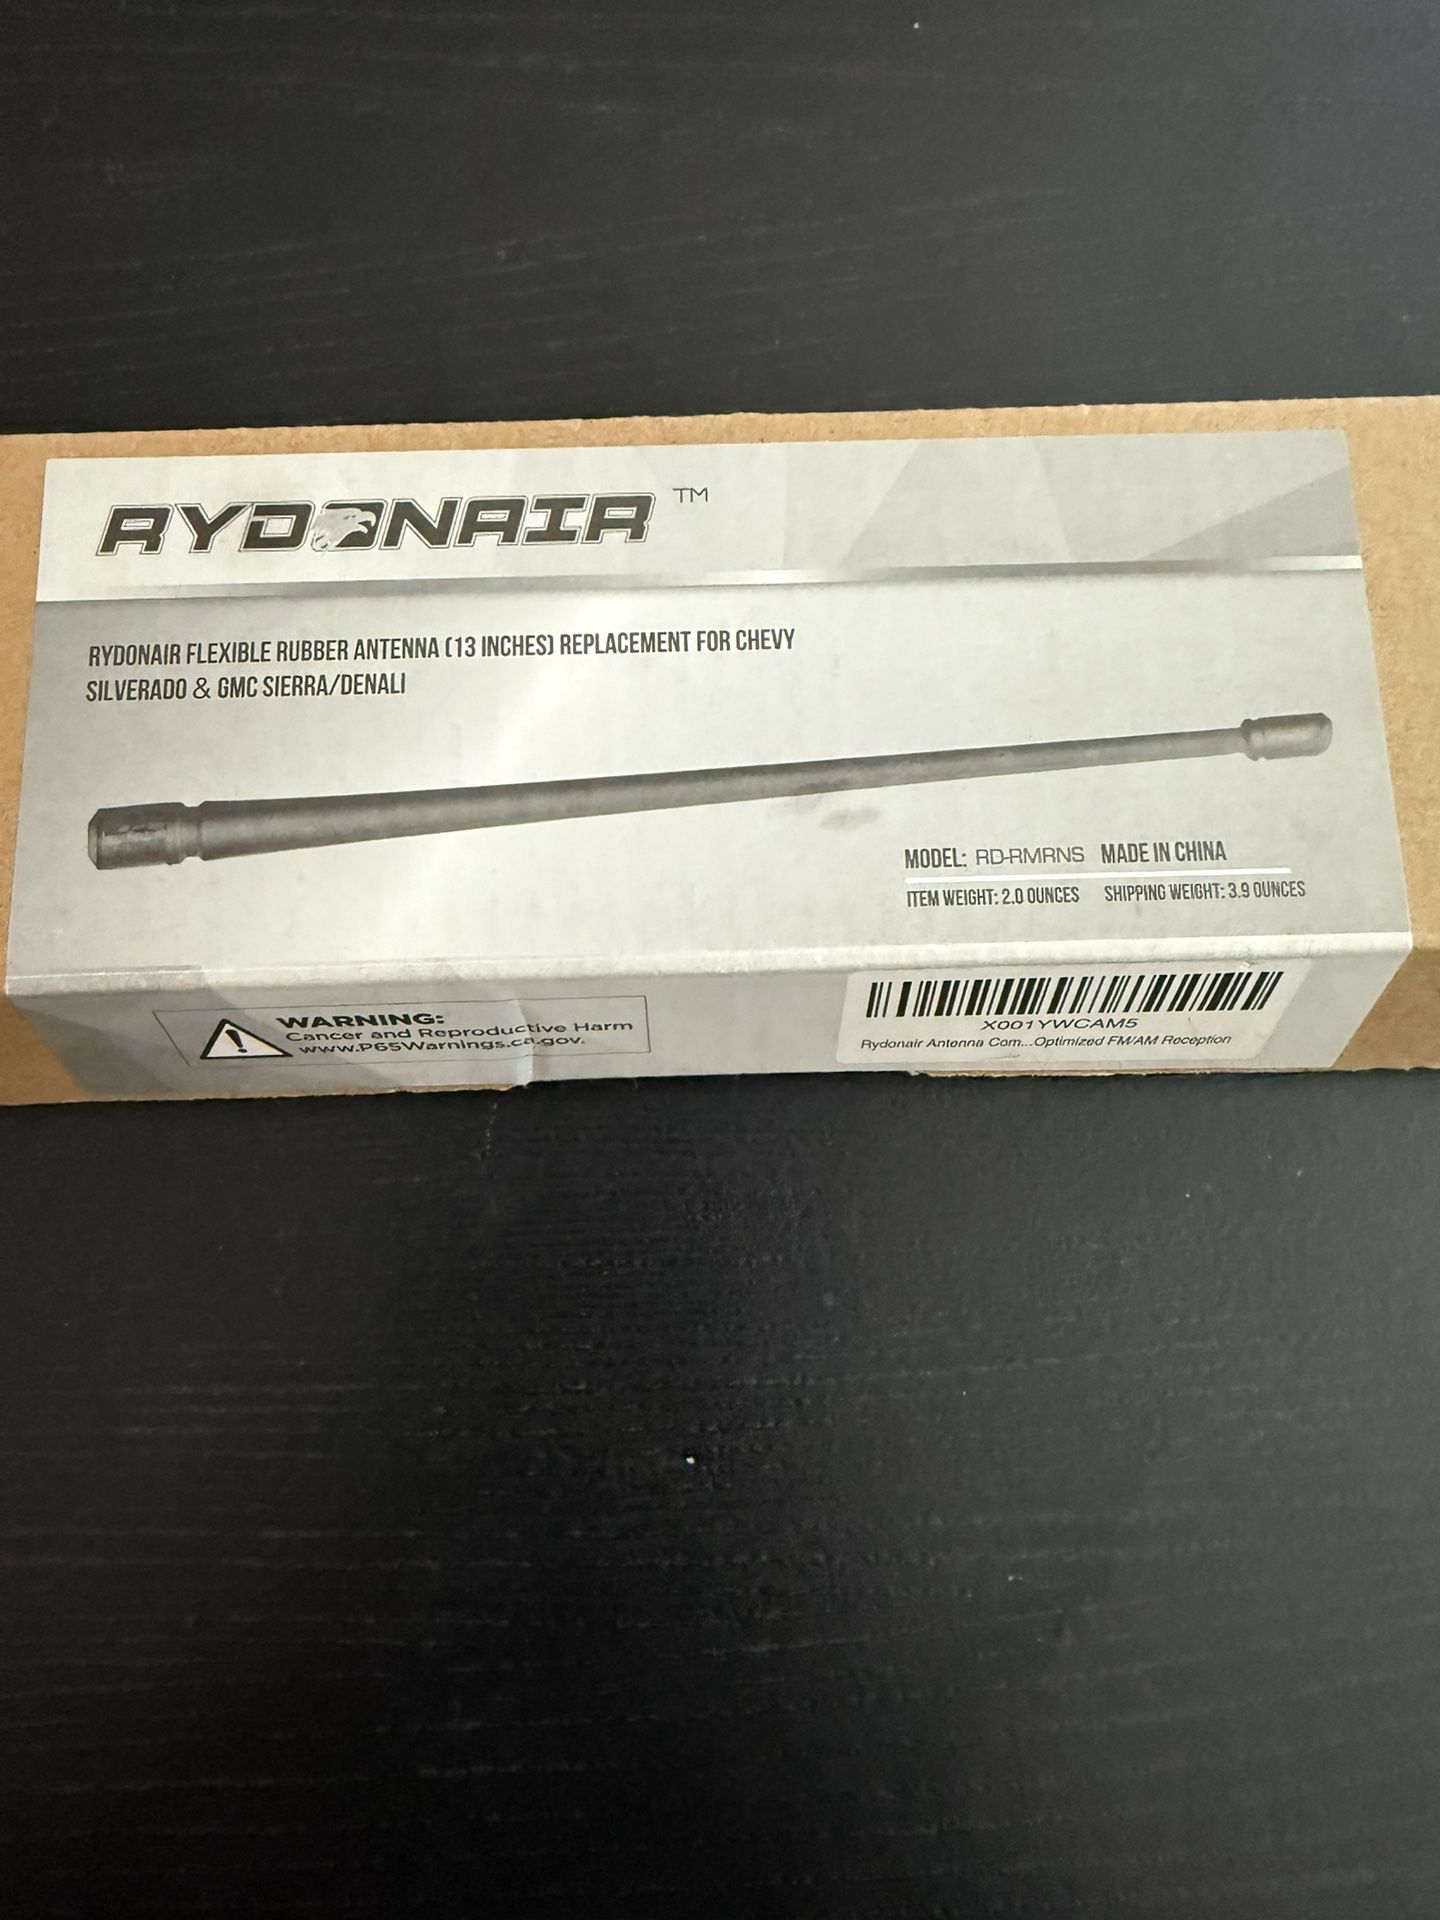 RYDONAIR ™
RYDONAIR FLEXIBLE RUBBER ANTENNA (13 INCHES) REPLACEMENT FOR CHEVY
SILVERADO & GMC SIERRA/DENALI
MODEL: RD-RMRNS MADE IN CHINA
ITEM WEIGHT: 2.0 OUNCES SHIPPING WEIGHT: 3.9 OUNCES
WARNING:
Cancer and Reproductive Harm
www.P65Warnings.ca.gov.
X001YWCAM5
Rydonair Antenna Com...Optimized FM/AM Reception